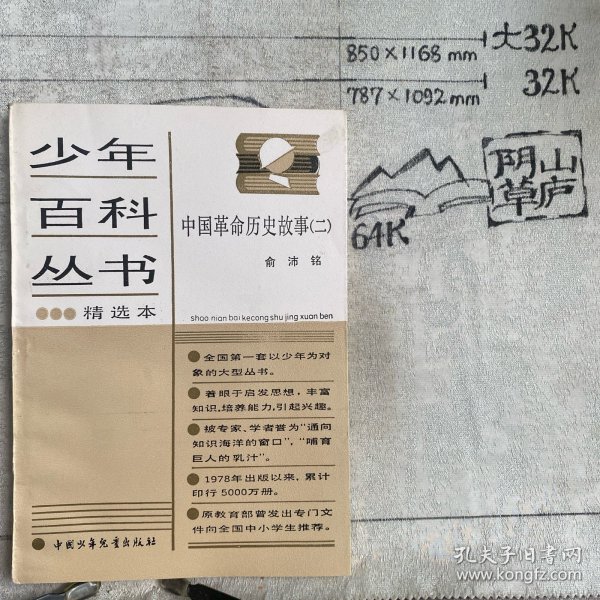 850×1168 mm
大32K
787×1092mm
32K
64K
阴山
草庐
少年
百科
丛书
精选本
中国革命历史故事(二)
俞沛铭
shao nian bai kecong shu jing xuan ben
全国第一套以少年为对
象的大型丛书。
着眼于启发思想，丰富
知识，培养能力，引起兴趣。
被专家、学者誉为“通向
知识海洋的窗口”，“哺育
巨人的乳汁”。
1978年出版以来，累计
印行5000万册。
原教育部曾发出专门文
件向全国中小学生推荐。
中国少年儿童出版社
孔夫子旧书网
www.kongfz.com